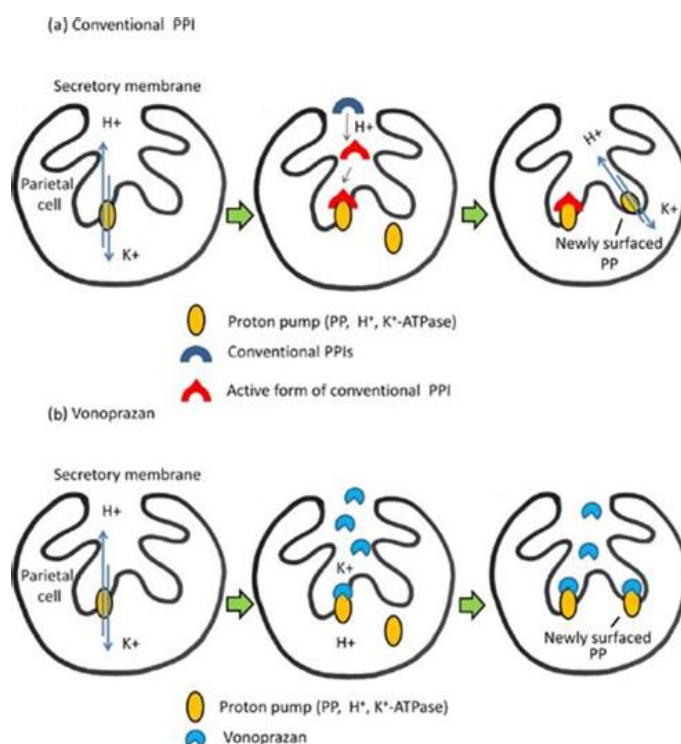 (a) Conventional PPI
Secretory membrane
H+
Parietal
cell
K+
H+
H+
K+
Newly surfaced
PP
Proton pump (PP, H⁺, K⁺-ATPase)
Conventional PPIs
Active form of conventional PPI
(b) Vonoprazan
Secretory membrane
H+
Parietal
cell
K+
K+
H+
Newly surfaced
PP
Proton pump (PP, H⁺, K⁺-ATPase)
Vonoprazan